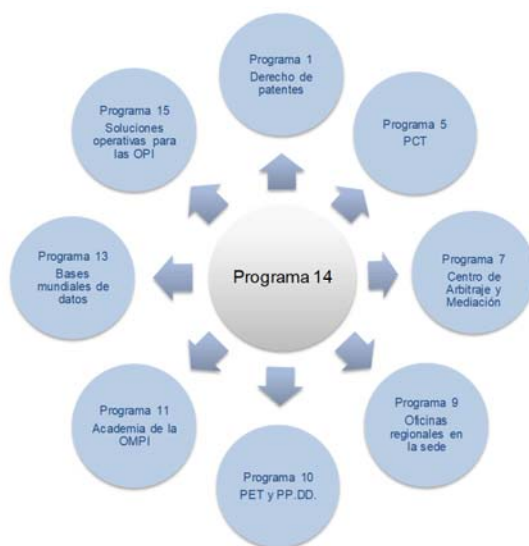 Programa 1
Derecho de
patentes
Programa 5
PCT
Programa 7
Centro de
Arbitraje y
Mediación
Programa 9
Oficinas
regionales en
la sede
Programa 10
PET y PP.DD.
Programa 11
Academia de la
OMPI
Programa 13
Bases
mundiales de
datos
Programa 15
Soluciones
operativas para
las OPI
Programa 14